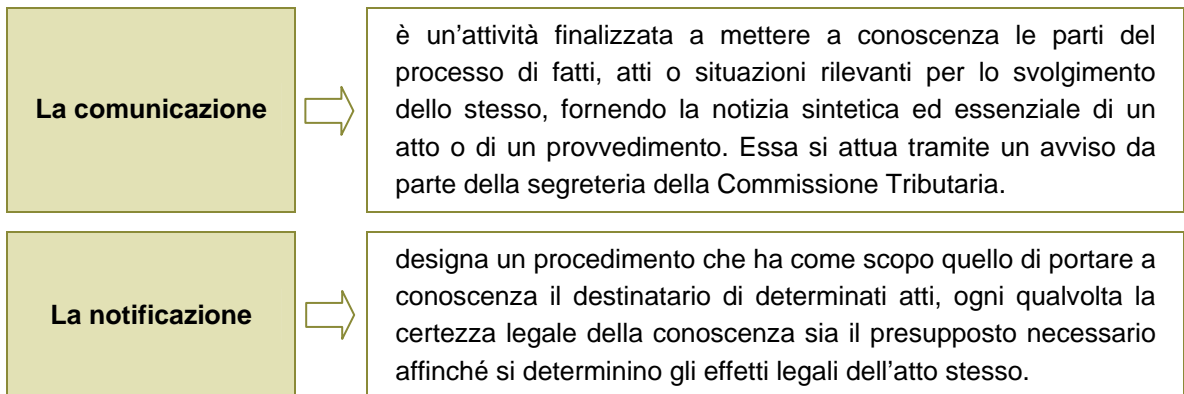 La comunicazione
è un'attività finalizzata a mettere a conoscenza le parti del
processo di fatti, atti o situazioni rilevanti per lo svolgimento
dello stesso, fornendo la notizia sintetica ed essenziale di un
atto o di un provvedimento. Essa si attua tramite un avviso da
parte della segreteria della Commissione Tributaria.
La notificazione
designa un procedimento che ha come scopo quello di portare a
conoscenza il destinatario di determinati atti, ogni qualvolta la
certezza legale della conoscenza sia il presupposto necessario
affinché si determinino gli effetti legali dell'atto stesso.